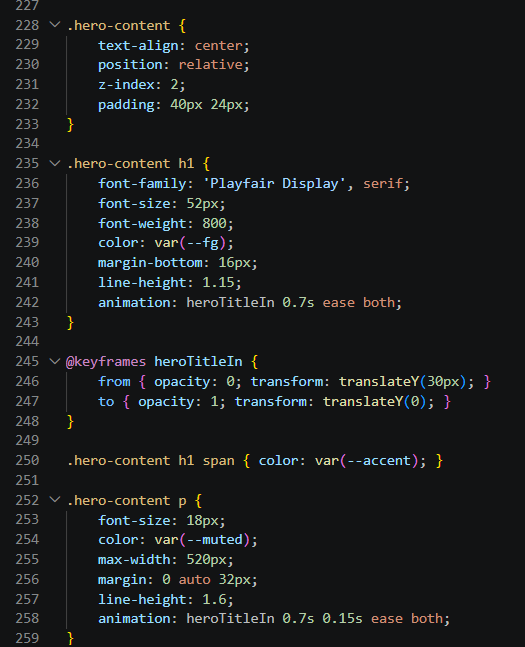 227
228 .hero-content {
229     text-align: center;
230     position: relative;
231     z-index: 2;
232     padding: 40px 24px;
233 }
234
235 .hero-content h1 {
236     font-family: 'Playfair Display', serif;
237     font-size: 52px;
238     font-weight: 800;
239     color: var(--fg);
240     margin-bottom: 16px;
241     line-height: 1.15;
242     animation: heroTitleIn 0.7s ease both;
243 }
244
245 @keyframes heroTitleIn {
246     from { opacity: 0; transform: translateY(30px); }
247     to { opacity: 1; transform: translateY(0); }
248 }
249
250 .hero-content h1 span { color: var(--accent); }
251
252 .hero-content p {
253     font-size: 18px;
254     color: var(--muted);
255     max-width: 520px;
256     margin: 0 auto 32px;
257     line-height: 1.6;
258     animation: heroTitleIn 0.7s 0.15s ease both;
259 }